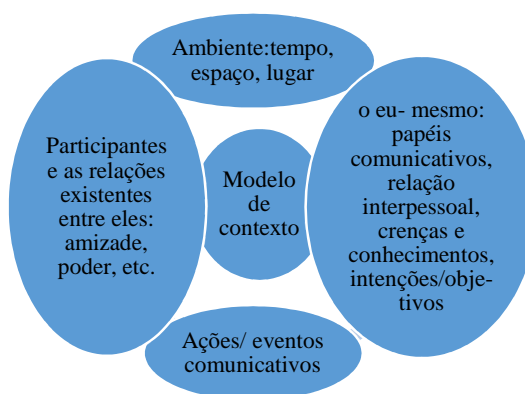 Ambiente:tempo,
espaço, lugar
Participantes
e as relações
existentes
entre eles:
amizade,
poder, etc.
Modelo
de
contexto
o eu- mesmo:
papéis
comunicativos,
relação
interpessoal,
crenças e
conhecimentos,
intenções/obje-
tivos
Ações/ eventos
comunicativos